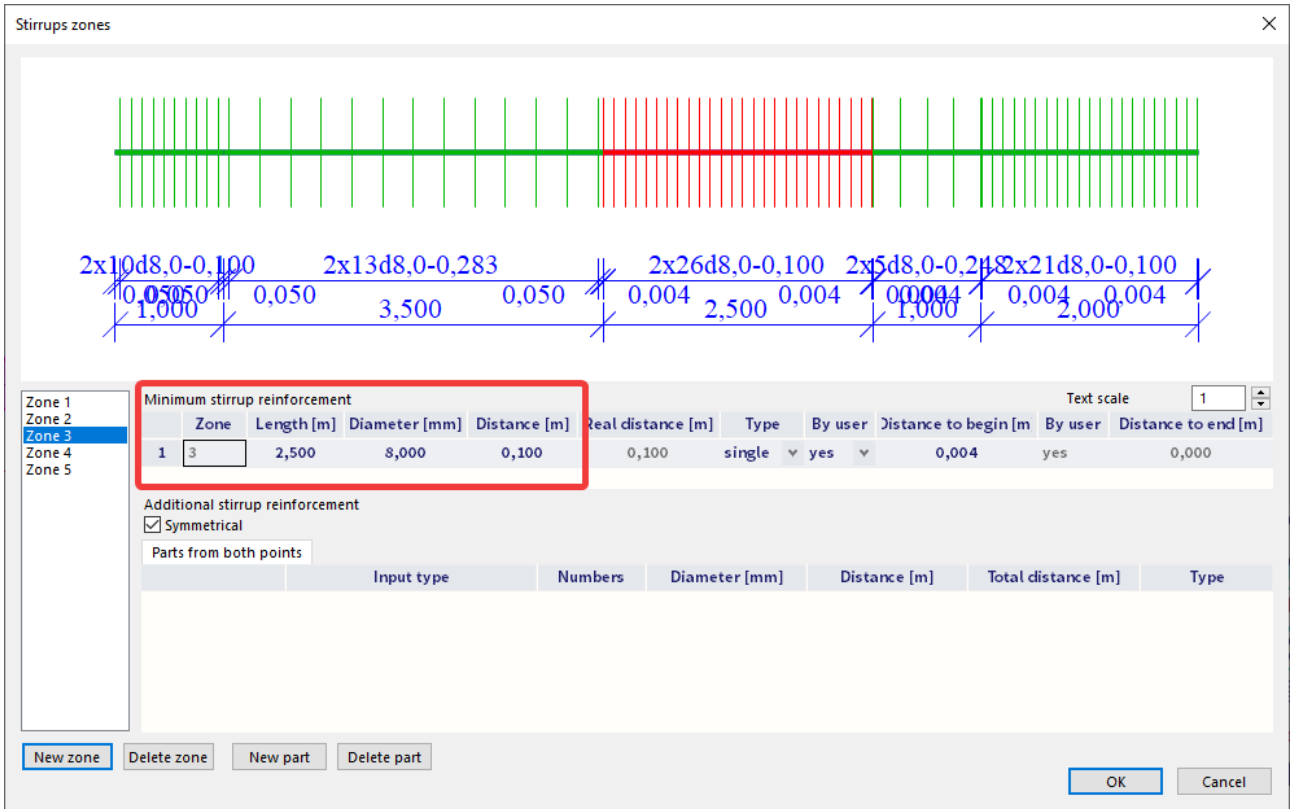 Stirrups zones
2x10d8,0-0,100 2x13d8,0-0,283 2x26d8,0-0,100 2x5d8,0-0,248 2x21d8,0-0,100
0,050 0,050 0,050 0,004 0,004 0,004 0,004
1,000 3,500 2,500 1,000 2,000
Zone 1
Zone 2
Zone 3
Zone 4
Zone 5
Minimum stirrup reinforcement Text scale 1
Zone Length [m] Diameter [mm] Distance [m] Real distance [m] Type By user Distance to begin [m By user Distance to end [m]
1 3 2,500 8,000 0,100 0,100 single yes 0,004 yes 0,000
Additional stirrup reinforcement
Symmetrical
Parts from both points
Input type Numbers Diameter [mm] Distance [m] Total distance [m] Type
New zone Delete zone New part Delete part
OK Cancel